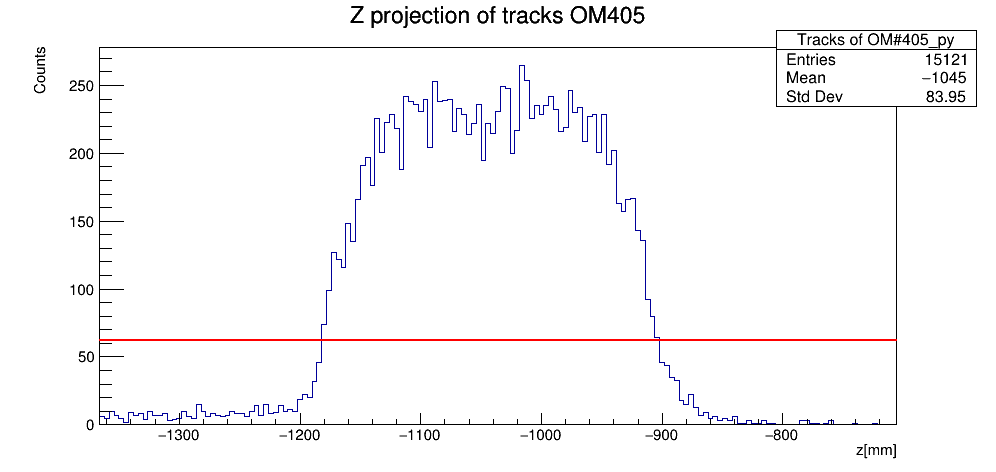 Z projection of tracks OM405
Tracks of OM#405_py
Entries 15121
Mean −1045
Std Dev 83.95
Counts
250
200
150
100
50
0
−1300 −1200 −1100 −1000 −900 −800
z[mm]